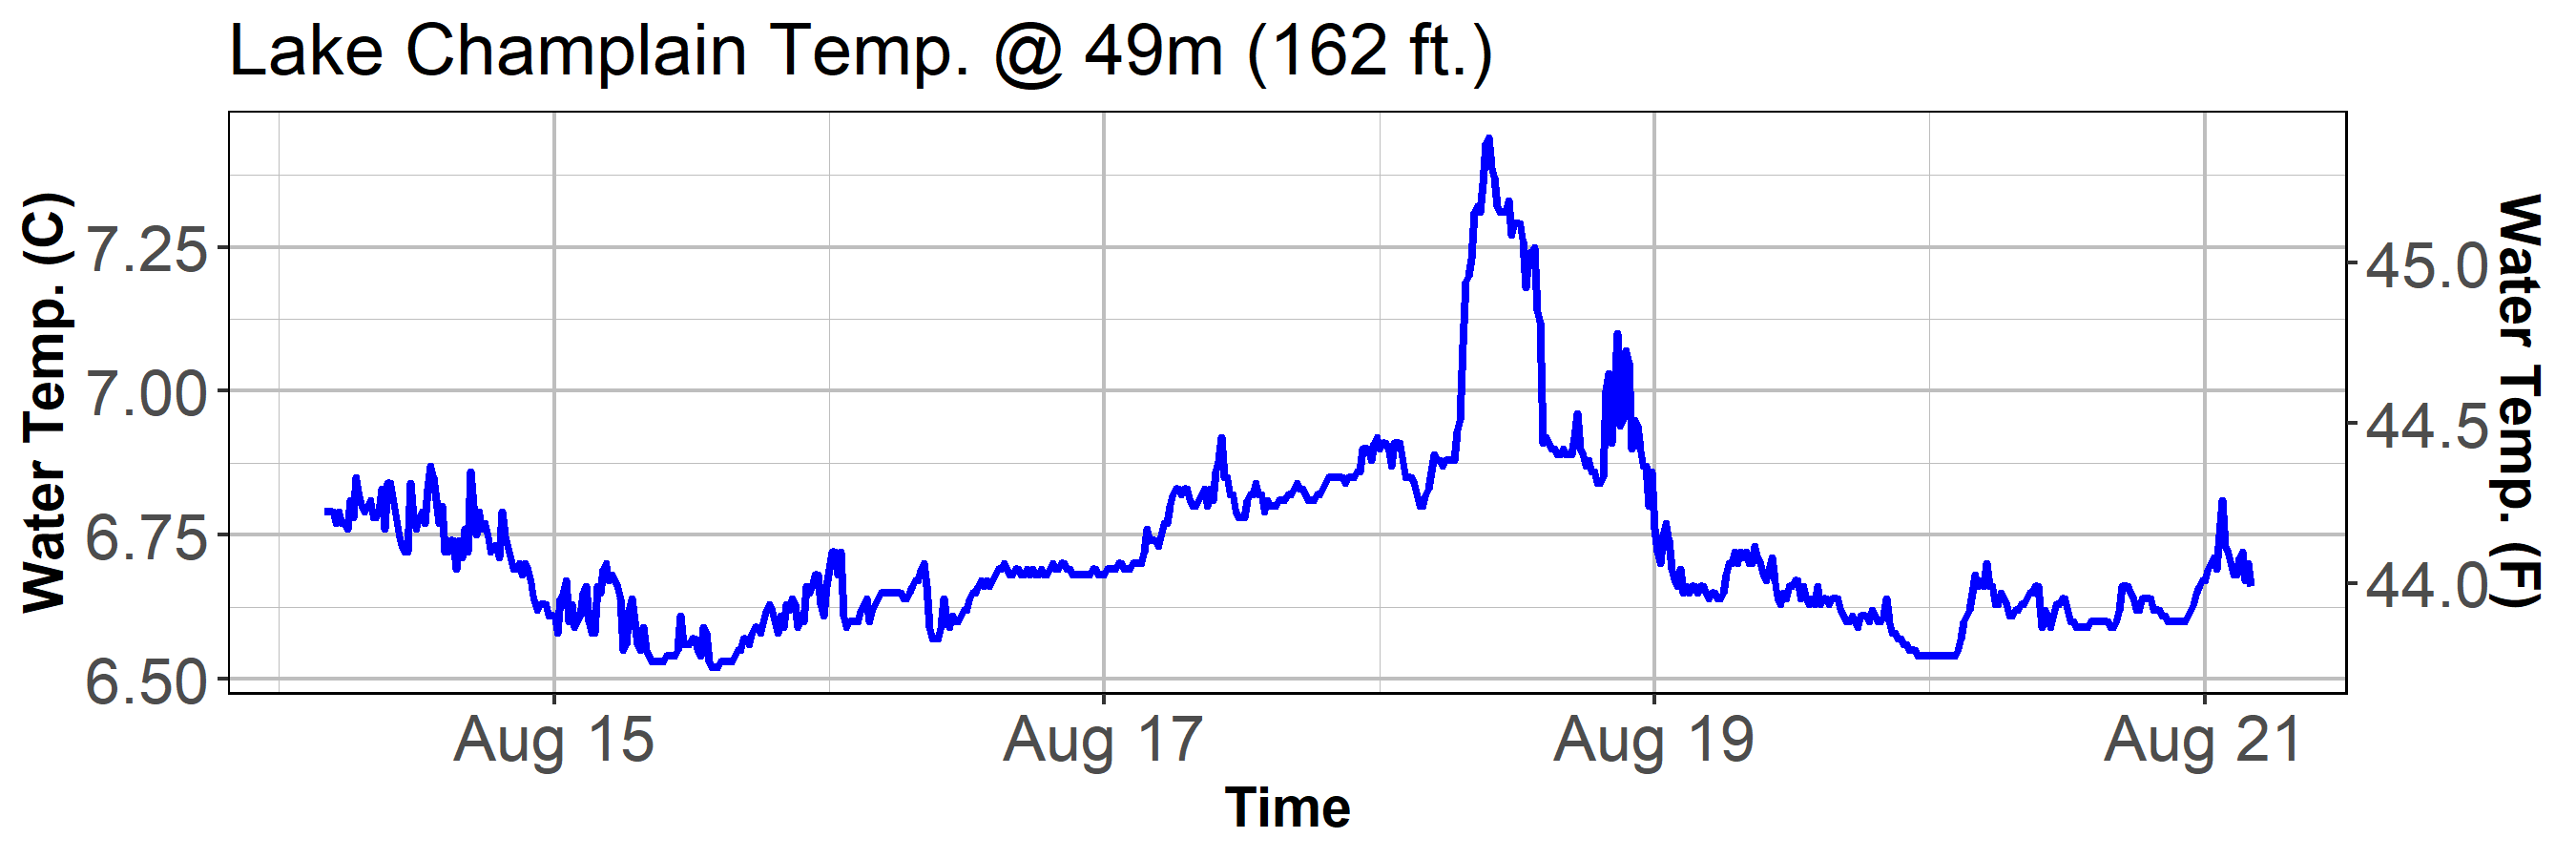 Lake Champlain Temp. @ 49m (162 ft.)
Water Temp. (C)
7.25
7.00
6.75
6.50
45.0
44.5
44.0
Water Temp. (F)
Aug 15 Aug 17 Aug 19 Aug 21
Time